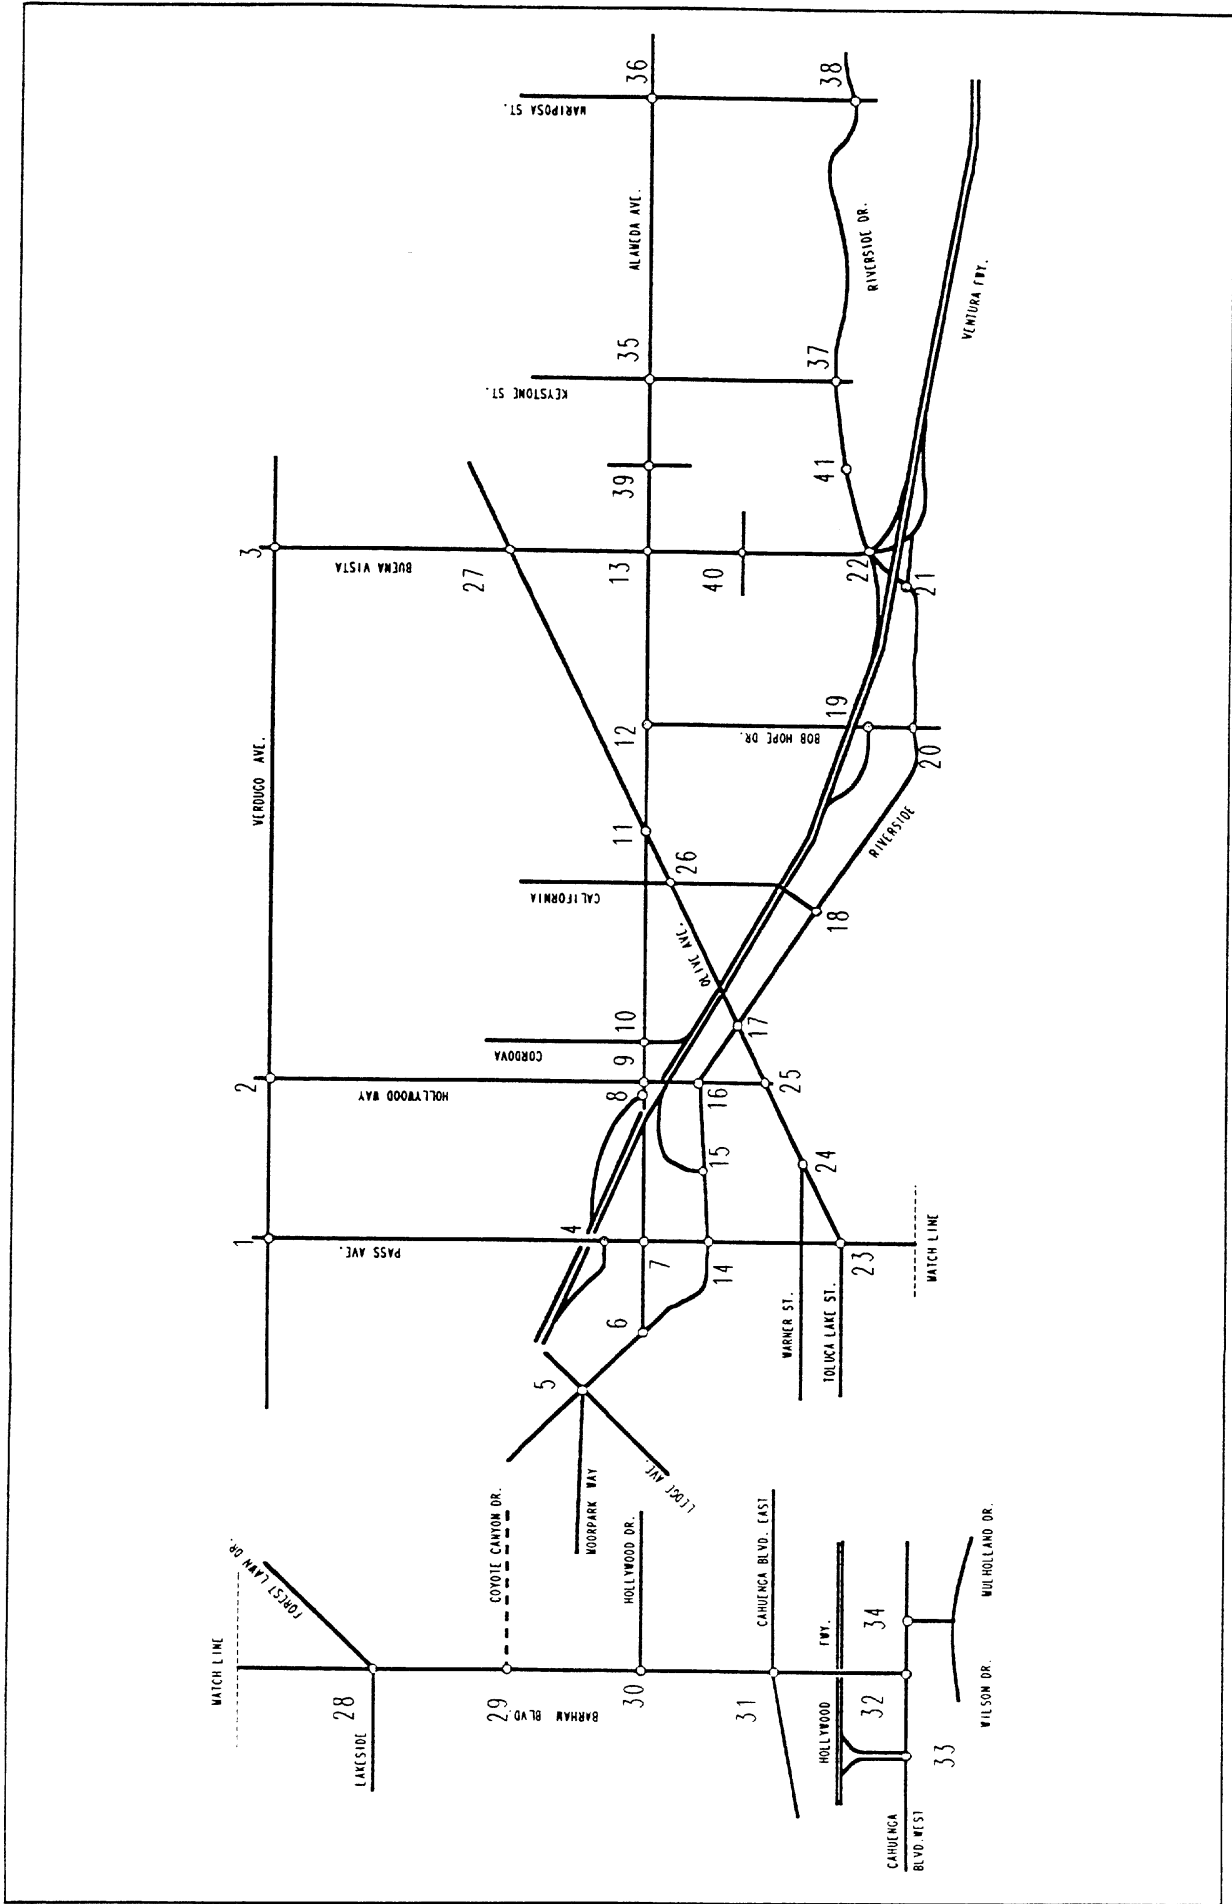 1
VERDUGO AVE.
2
3
PASS AVE.
HOLLYWOOD WAY
CORDOVA
CALIFORNIA
BUENA VISTA
27
KEYSTONE ST.
MARIPOSA ST.
4
5
6
7
8
9
10
11
12
13
39
35
ALAMEDA AVE.
36
MOORPARK WAY
LEDGE AVE.
14
15
16
17
OLIVE AVE.
26
40
BOB HOPE DR.
19
22
41
37
RIVERSIDE DR.
38
WARNER ST.
TOLUCA LAKE ST.
23
24
25
18
RIVERSIDE
20
21
VENTURA FWY.
MATCH LINE
MATCH LINE
FOREST LAWN DR.
LAKESIDE
28
COYOTE CANYON DR.
29
BARHAM BLVD.
HOLLYWOOD DR.
30
CAHUENGA BLVD. EAST
31
HOLLYWOOD FWY.
32
34
33
CAHUENGA
BLVD. WEST
WILSON DR.
MULHOLLAND DR.